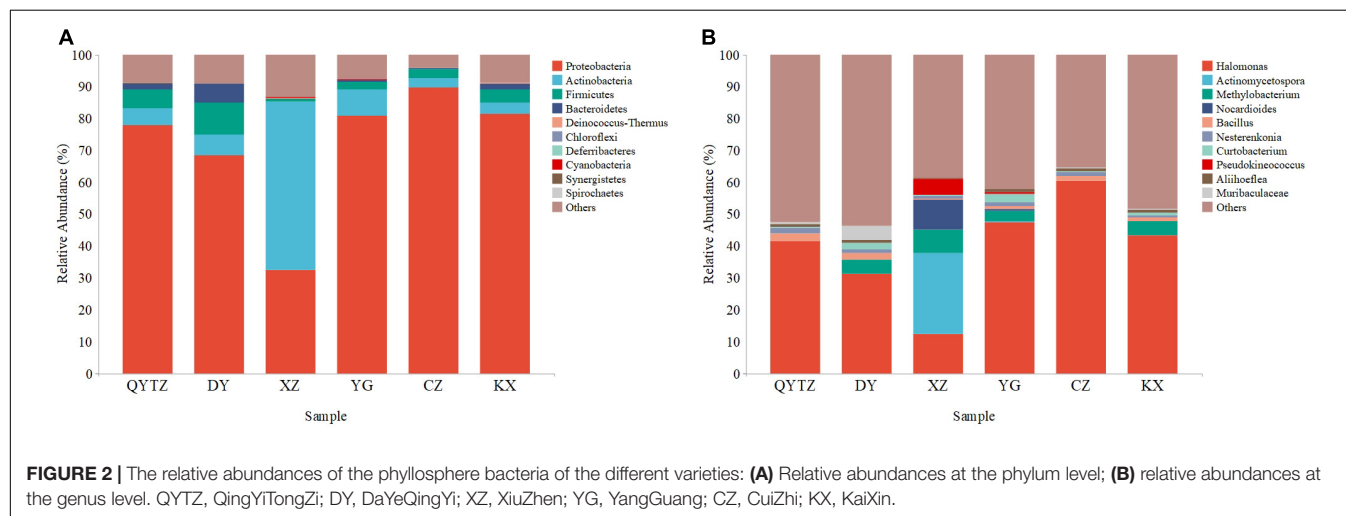 A
100
90
80
70
60
50
40
30
20
10
0
Relative Abundance (%)
QYTZ DY XZ YG CZ KX
Sample
Proteobacteria
Actinobacteria
Firmicutes
Bacteroidetes
Deinococcus-Thermus
Chloroflexi
Deferribacteres
Cyanobacteria
Synergistetes
Spirochaetes
Others
B
100
90
80
70
60
50
40
30
20
10
0
Relative Abundance (%)
QYTZ DY XZ YG CZ KX
Sample
Halomonas
Actinomycetospora
Methylobacterium
Nocardioides
Bacillus
Nesterenkonia
Curtobacterium
Pseudokineococcus
Aliihoeflea
Muribaculaceae
Others
FIGURE 2 | The relative abundances of the phyllosphere bacteria of the different varieties: (A) Relative abundances at the phylum level; (B) relative abundances at
the genus level. QYTZ, QingYiTongZi; DY, DaYeQingYi; XZ, XiuZhen; YG, YangGuang; CZ, CuiZhi; KX, KaiXin.